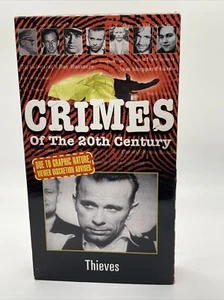 CRIMES
Of The 20th Century
DUE TO GRAPHIC NATURE
VIEWER DISCRETION ADVISED
Thieves